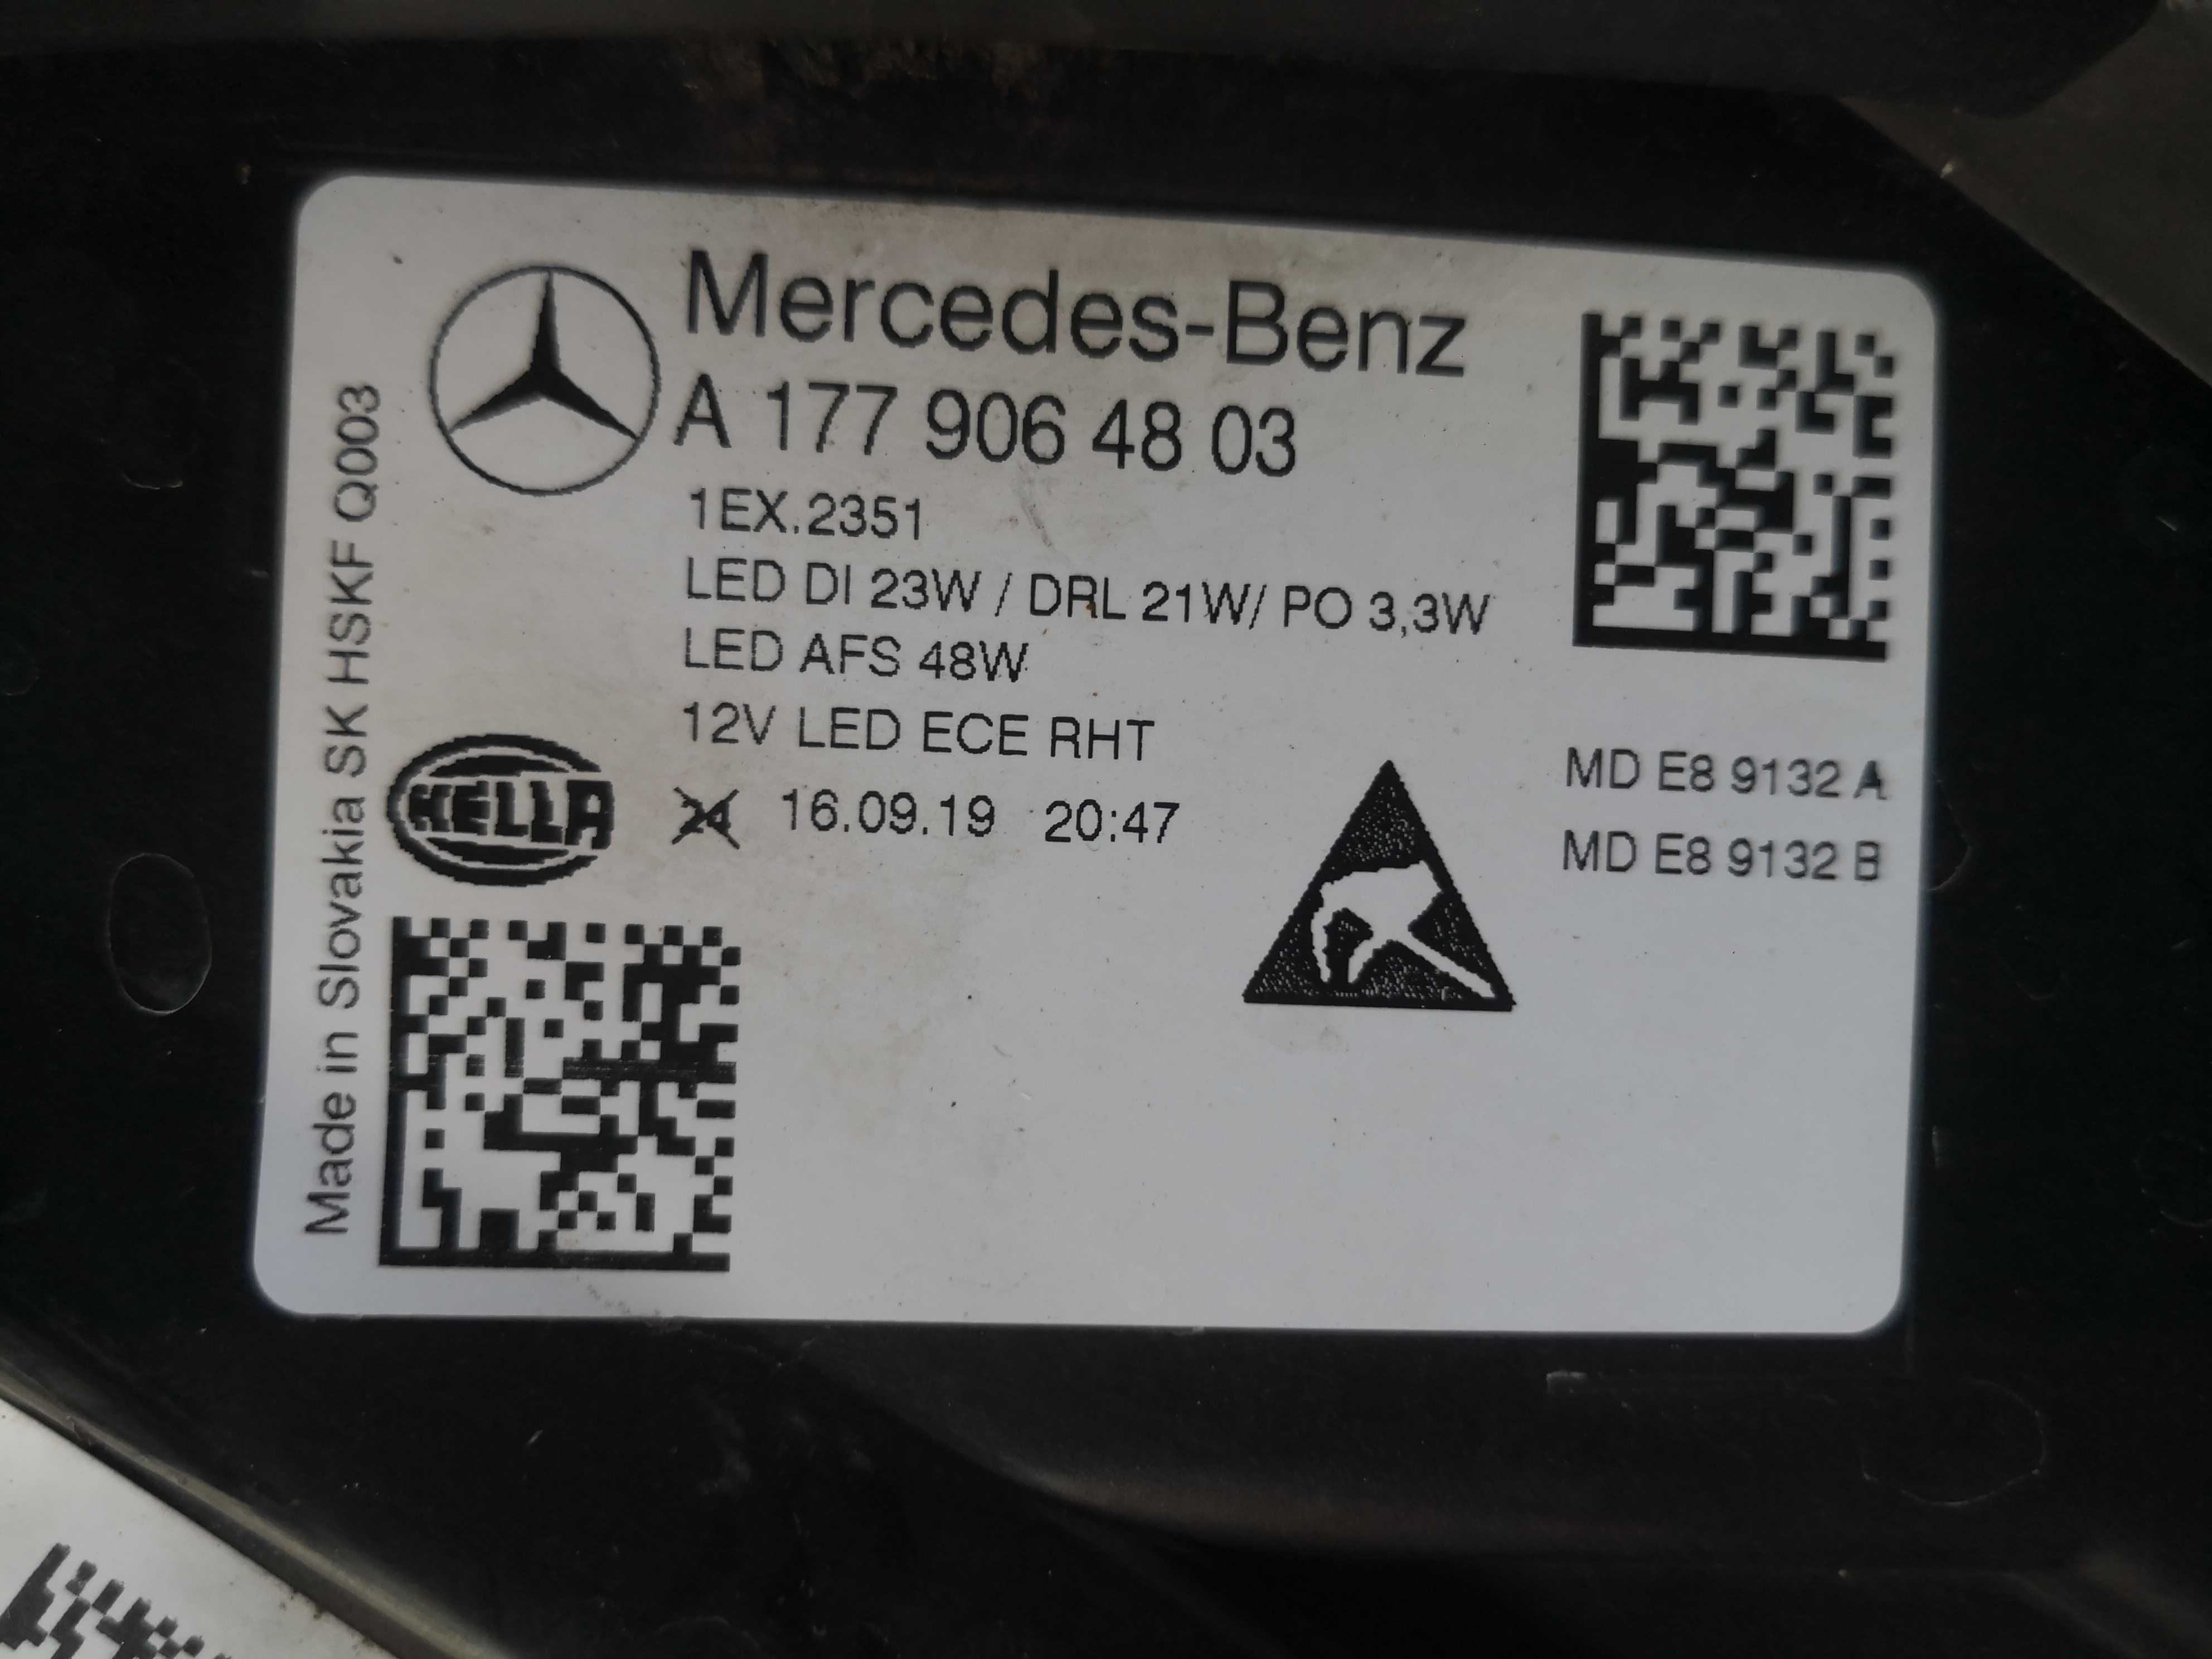 Mercedes-Benz
A 177 906 48 03
1EX.2351
LED DI 23W / DRL 21W/ PO 3,3W
LED AFS 48W
12V LED ECE RHT
HELLA
24 16.09.19 20:47
MD E8 9132 A
MD E8 9132 B
Made in Slovakia SK HSKF Q003